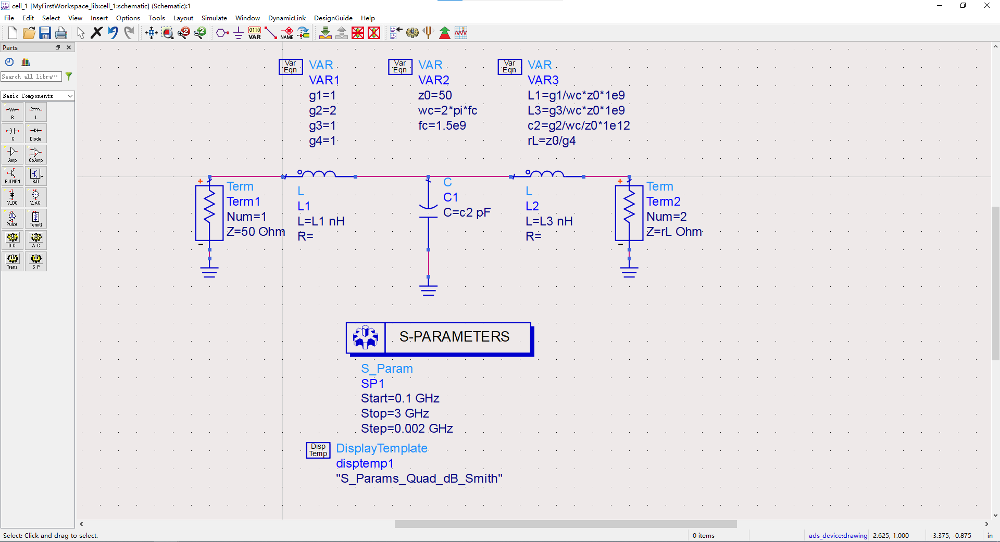 cell_1 [MyFirstWorkspace_lib:cell_1:schematic] (Schematic):1
File Edit Select View Insert Options Tools Layout Simulate Window DynamicLink DesignGuide Help
0110
VAR
NAME
Parts
Search all libra...
Basic Components
R L
C Diode
Amp OpAmp
BJTNPN BJT
V_DC V_AC
Pulse TermG
DC AC
Trans SP
Var
Eqn
VAR
VAR1
g1=1
g2=2
g3=1
g4=1
Var
Eqn
VAR
VAR2
z0=50
wc=2*pi*fc
fc=1.5e9
Var
Eqn
VAR
VAR3
L1=g1/wc*z0*1e9
L3=g3/wc*z0*1e9
c2=g2/wc/z0*1e12
rL=z0/g4
+
Term
Term1
Num=1
Z=50 Ohm
-
L
L1
L=L1 nH
R=
C
C1
C=c2 pF
L
L2
L=L3 nH
R=
+
Term
Term2
Num=2
Z=rL Ohm
-
S-PARAMETERS
S_Param
SP1
Start=0.1 GHz
Stop=3 GHz
Step=0.002 GHz
Disp
Temp
DisplayTemplate
disptemp1
"S_Params_Quad_dB_Smith"
Select: Click and drag to select.
0 items
ads_device:drawing
2.625, 1.000
-3.375, -0.875
in